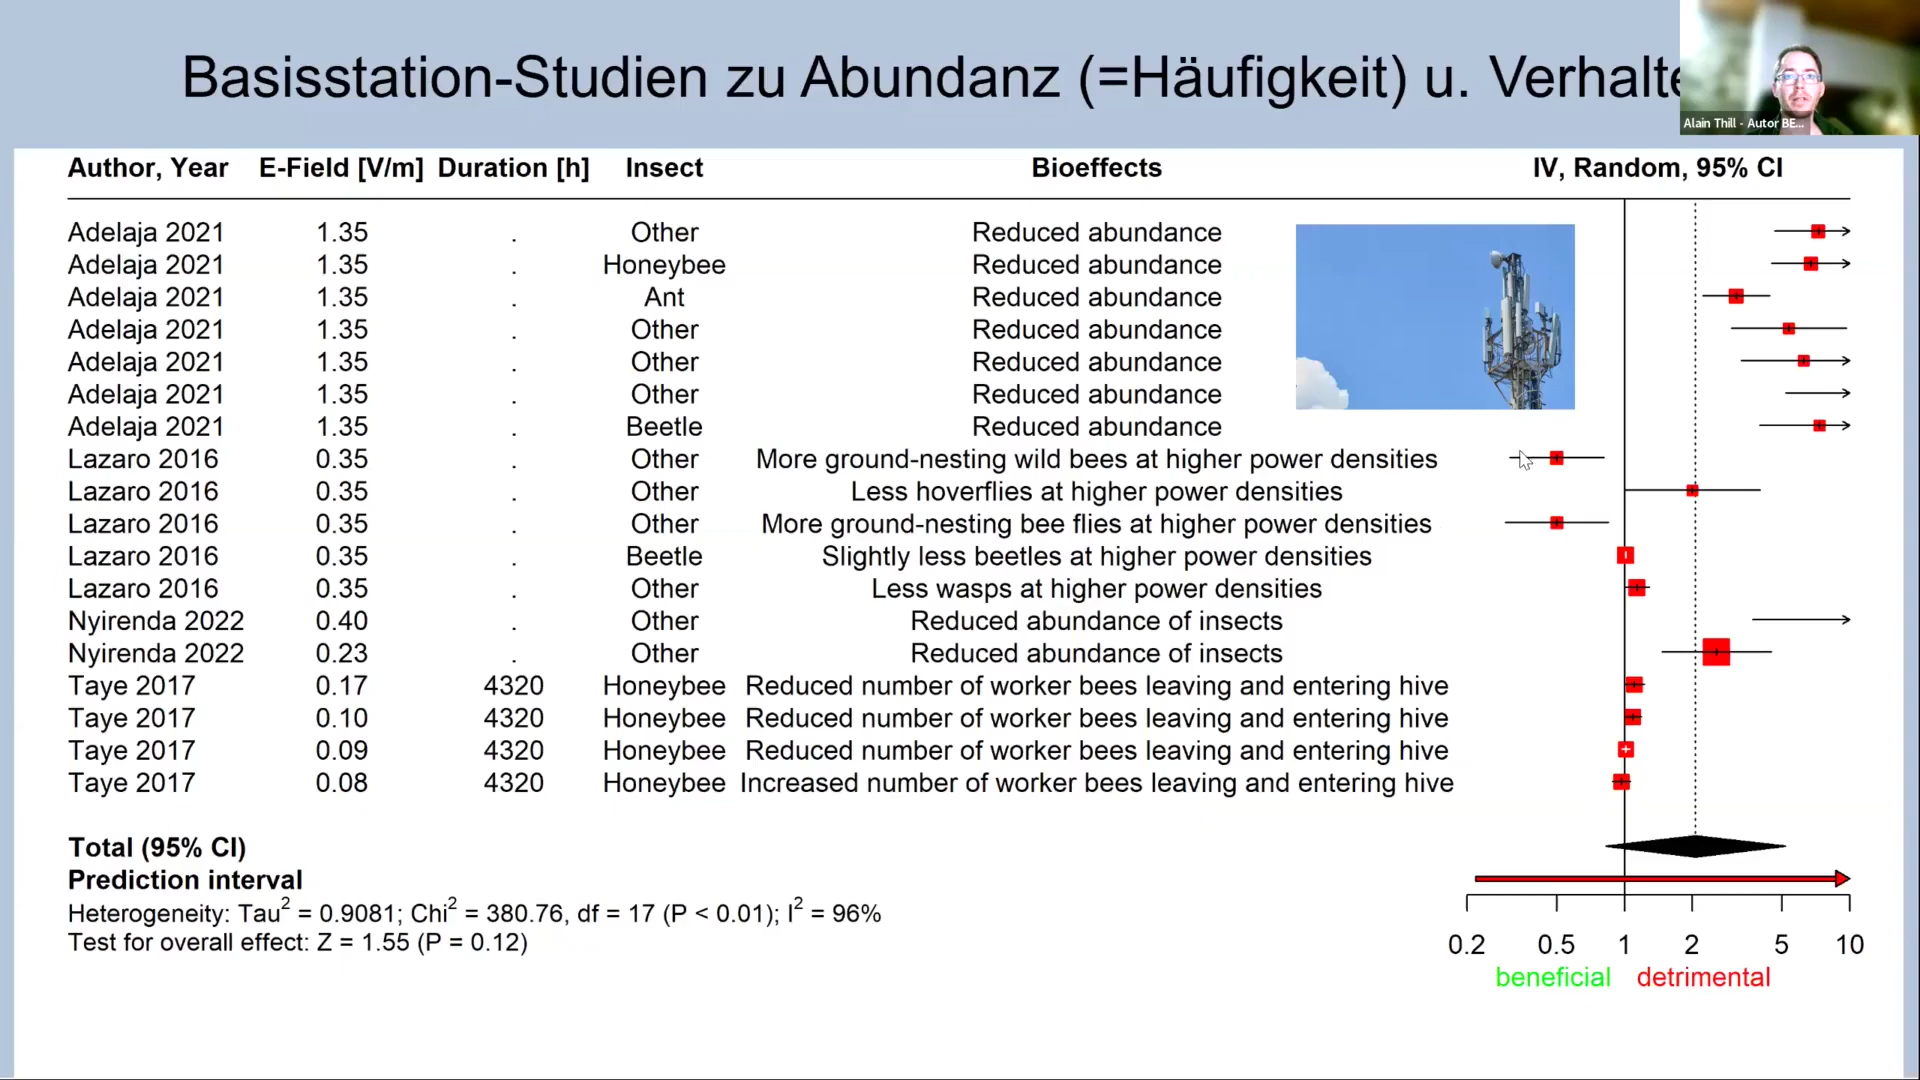 Basisstation-Studien zu Abundanz (=Häufigkeit) u. Verhalte
Alain Thill - Autor BE...
Author, Year E-Field [V/m] Duration [h] Insect Bioeffects IV, Random, 95% CI
Adelaja 2021 1.35 . Other Reduced abundance
Adelaja 2021 1.35 . Honeybee Reduced abundance
Adelaja 2021 1.35 . Ant Reduced abundance
Adelaja 2021 1.35 . Other Reduced abundance
Adelaja 2021 1.35 . Other Reduced abundance
Adelaja 2021 1.35 . Other Reduced abundance
Adelaja 2021 1.35 . Beetle Reduced abundance
Lazaro 2016 0.35 . Other More ground-nesting wild bees at higher power densities
Lazaro 2016 0.35 . Other Less hoverflies at higher power densities
Lazaro 2016 0.35 . Other More ground-nesting bee flies at higher power densities
Lazaro 2016 0.35 . Beetle Slightly less beetles at higher power densities
Lazaro 2016 0.35 . Other Less wasps at higher power densities
Nyirenda 2022 0.40 . Other Reduced abundance of insects
Nyirenda 2022 0.23 . Other Reduced abundance of insects
Taye 2017 0.17 4320 Honeybee Reduced number of worker bees leaving and entering hive
Taye 2017 0.10 4320 Honeybee Reduced number of worker bees leaving and entering hive
Taye 2017 0.09 4320 Honeybee Reduced number of worker bees leaving and entering hive
Taye 2017 0.08 4320 Honeybee Increased number of worker bees leaving and entering hive
Total (95% CI)
Prediction interval
Heterogeneity: Tau² = 0.9081; Chi² = 380.76, df = 17 (P < 0.01); I² = 96%
Test for overall effect: Z = 1.55 (P = 0.12)
0.2 0.5 1 2 5 10
beneficial detrimental